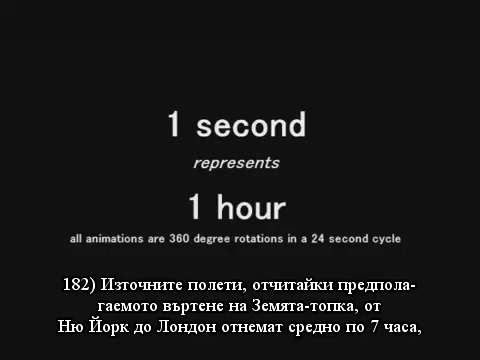 1 second
represents
1 hour
all animations are 360 degree rotations in a 24 second cycle
182) Източните полети, отчитайки предпола-
гаемото въртене на Земята-топка, от
Ню Йорк до Лондон отнемат средно по 7 часа,